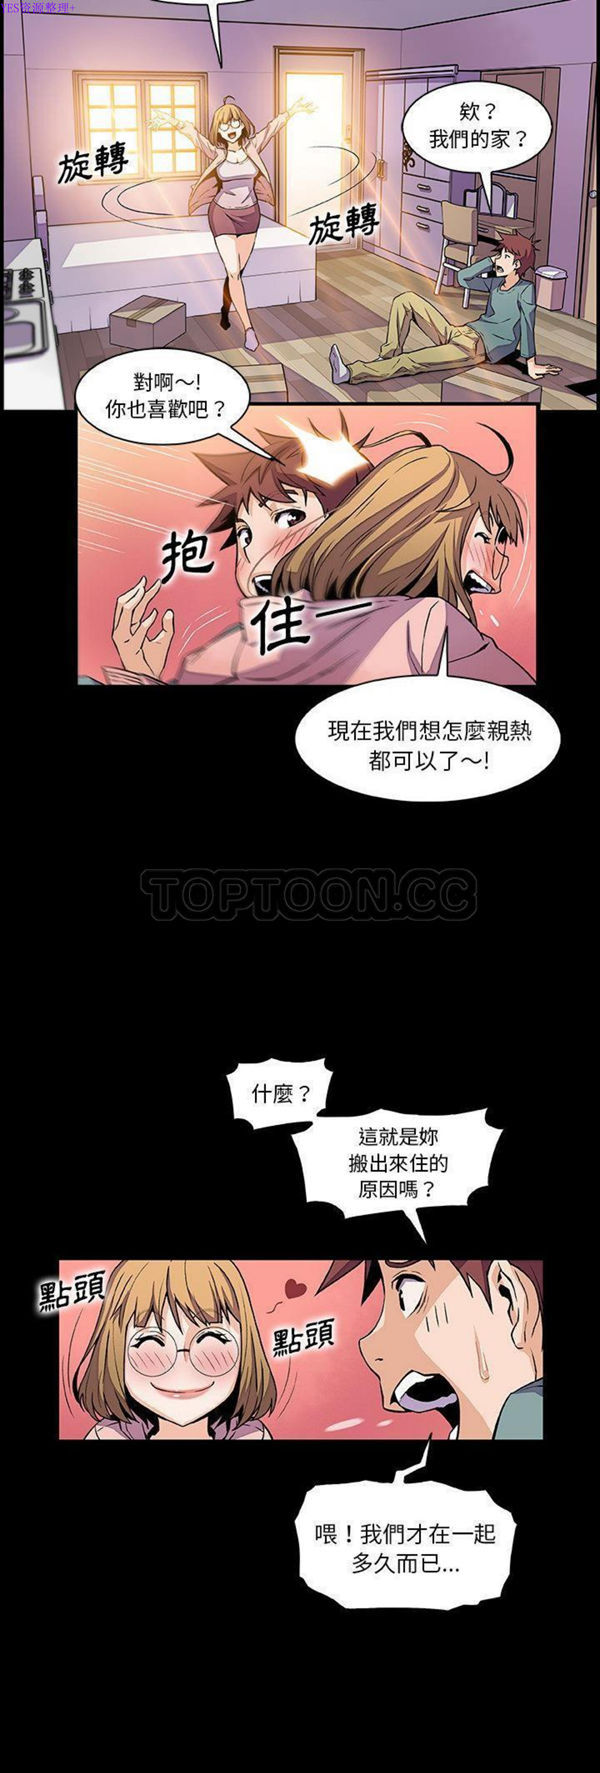 YES资源整理+
欸？
我們的家？
旋轉
旋轉
對啊～!
你也喜歡吧？
抱
住一
現在我們想怎麼親熱
都可以了～!
TOPTOON.CC
什麼？
這就是妳
搬出來住的
原因嗎？
點頭
點頭
喂！我們才在一起
多久而已...